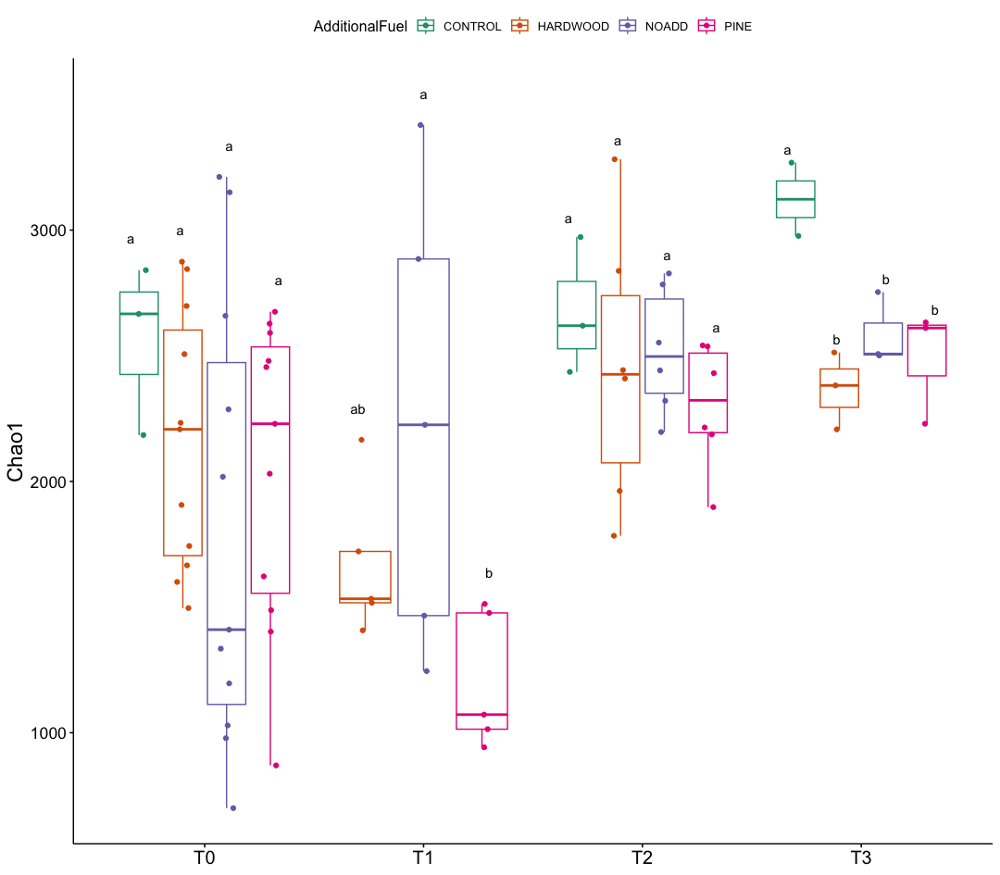 AdditionalFuel CONTROL HARDWOOD NOADD PINE
Chao1
3000
2000
1000
a
a
a
a
ab
a
b
a
a
a
a
a
b
b
b
T0 T1 T2 T3